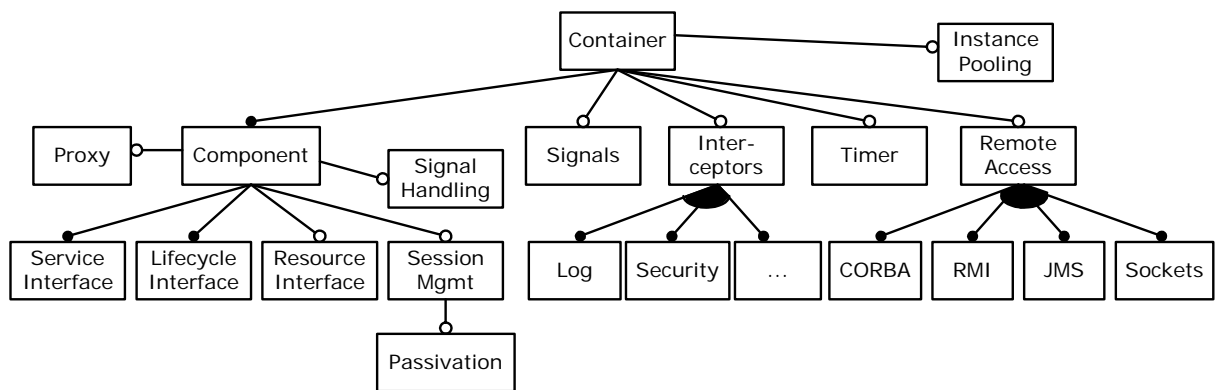 Container
Instance
Pooling
Proxy
Component
Signal
Handling
Signals
Inter-
ceptors
Timer
Remote
Access
Service
Interface
Lifecycle
Interface
Resource
Interface
Session
Mgmt
Log
Security
...
CORBA
RMI
JMS
Sockets
Passivation